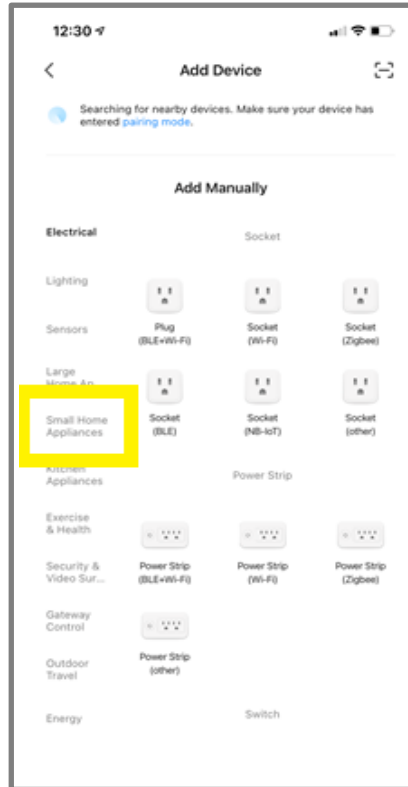 12:30
Add Device
Searching for nearby devices. Make sure your device has
entered pairing mode.
Add Manually
Electrical
Lighting
Sensors
Large
Home Ap...
Small Home
Appliances
Kitchen
Appliances
Exercise
& Health
Security &
Video Sur...
Gateway
Control
Outdoor
Travel
Energy
Socket
Plug
(BLE+Wi-Fi)
Socket
(Wi-Fi)
Socket
(Zigbee)
Socket
(BLE)
Socket
(NB-IoT)
Socket
(other)
Power Strip
Power Strip
(BLE+Wi-Fi)
Power Strip
(Wi-Fi)
Power Strip
(Zigbee)
Power Strip
(other)
Switch